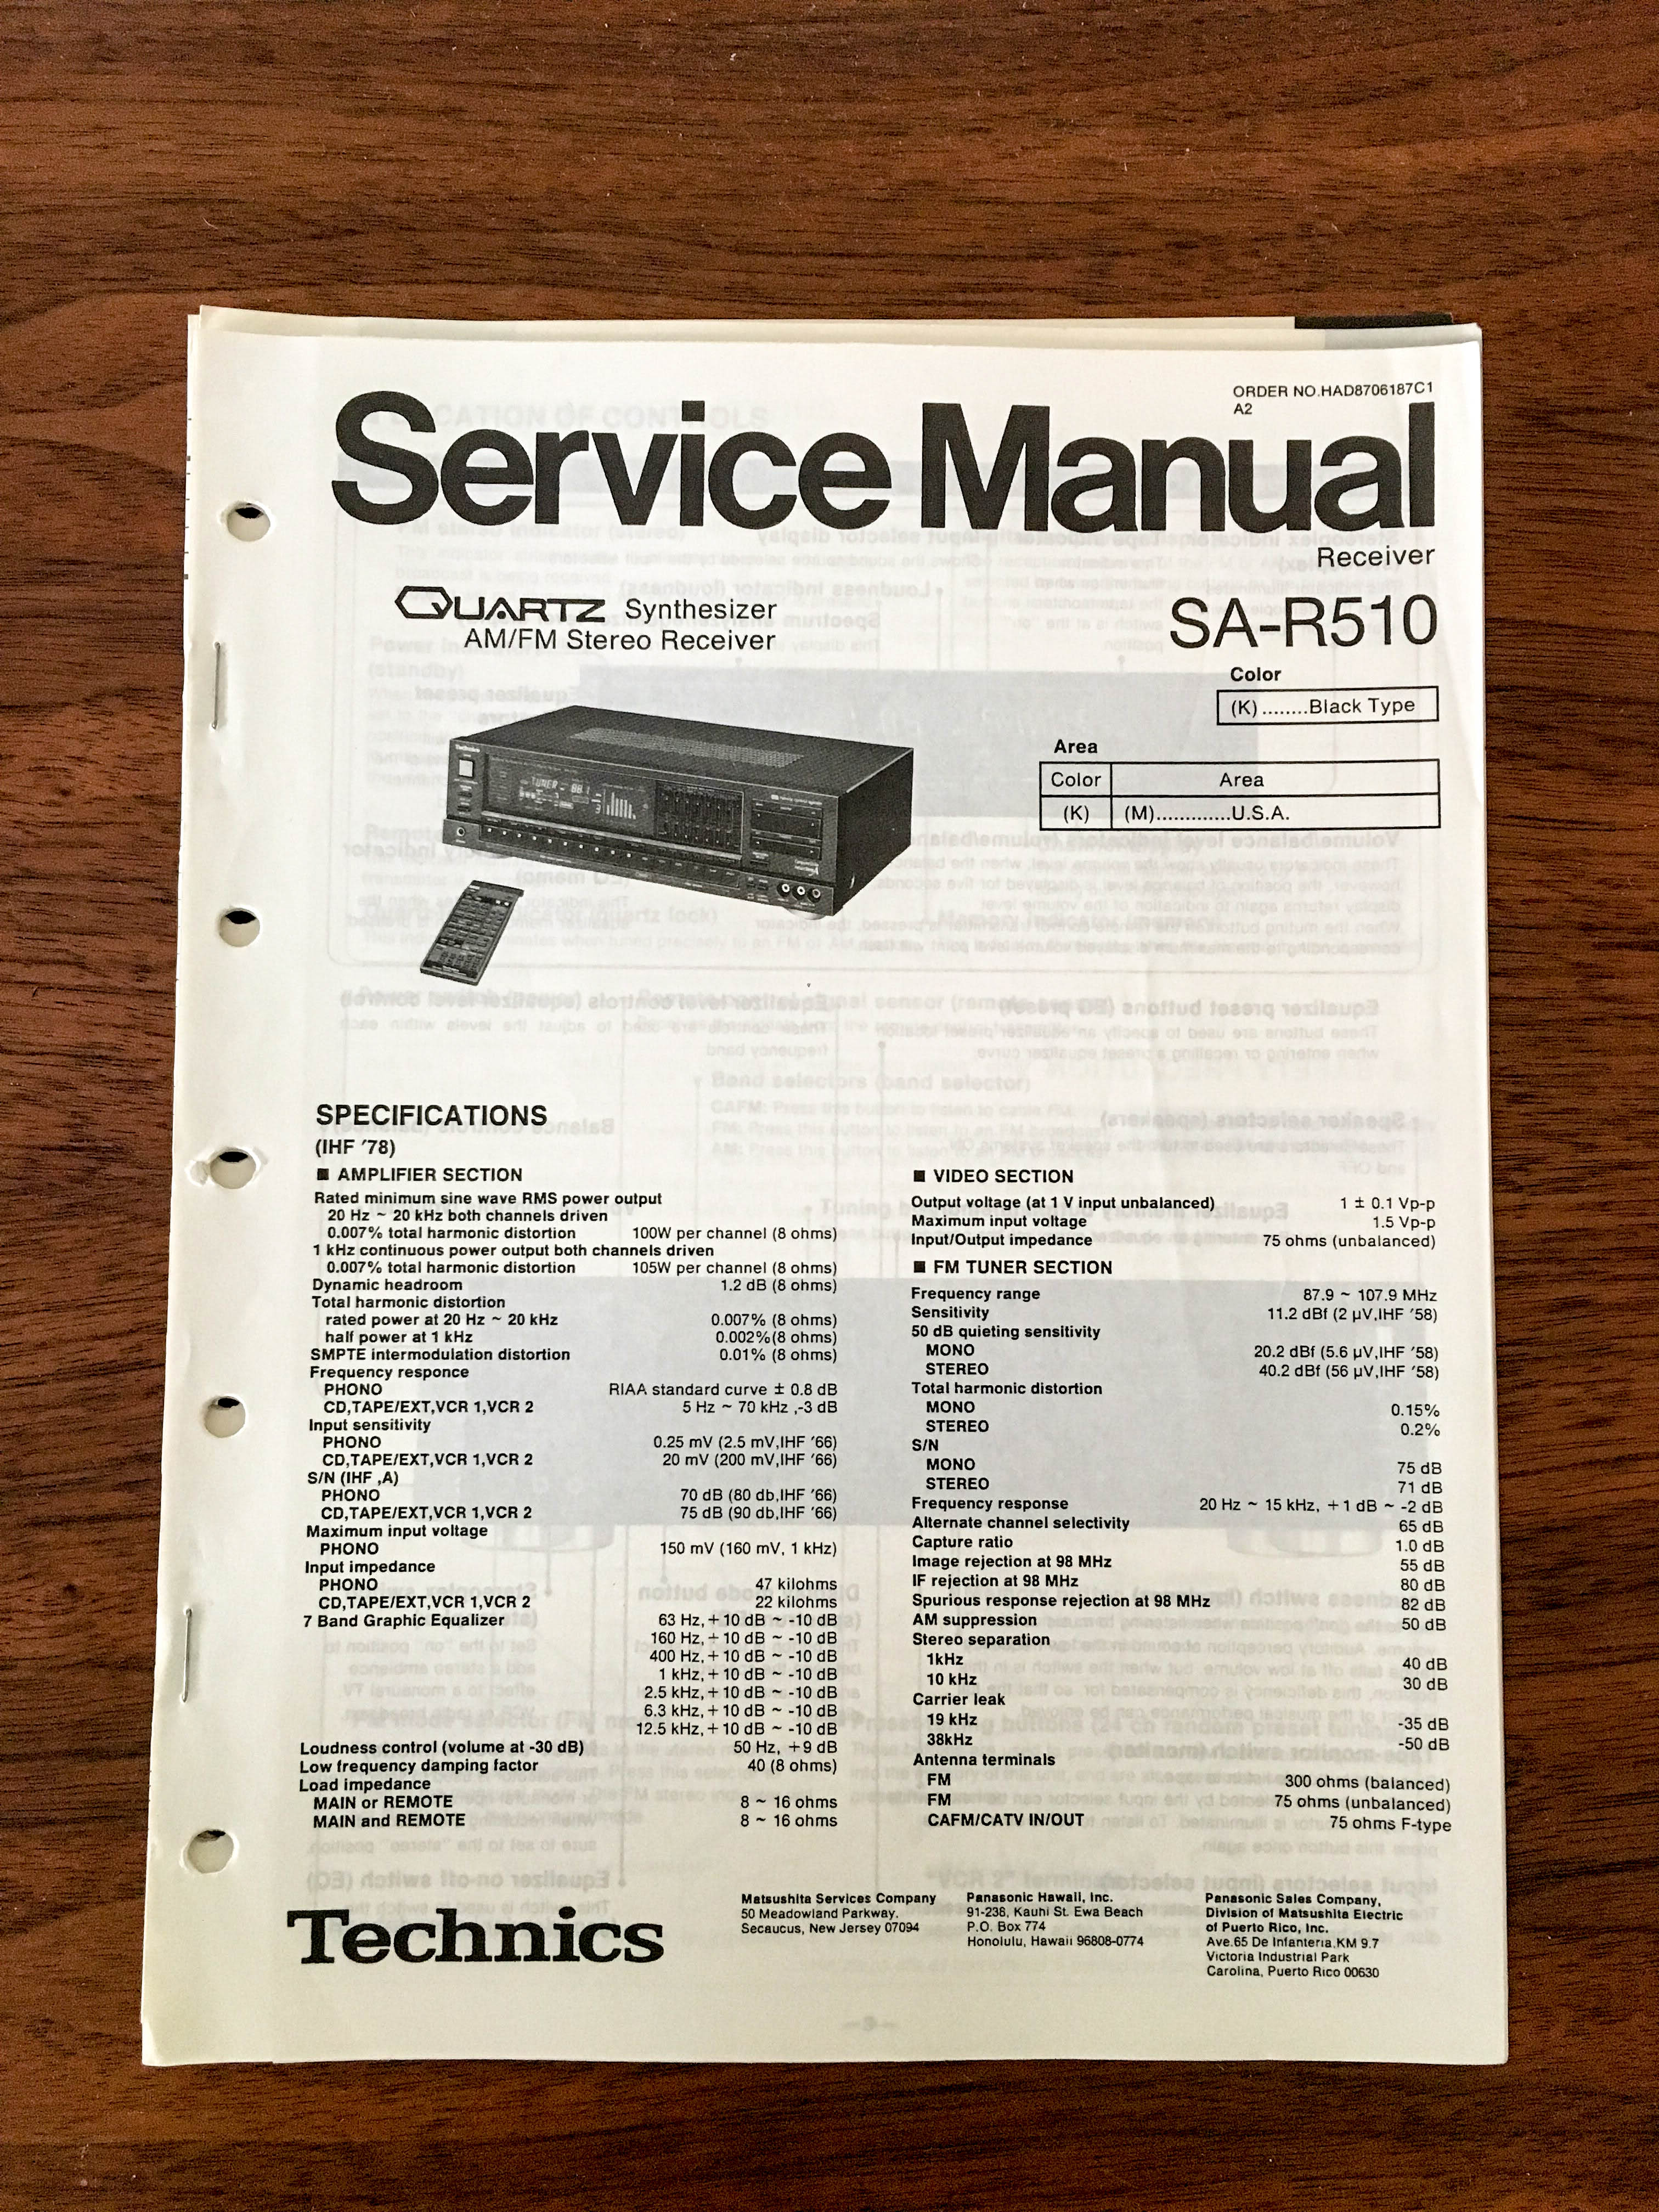 ORDER NO.HAD8706187C1
A2
Service Manual
Receiver
QUARTZ Synthesizer
AM/FM Stereo Receiver
SA-R510
Color
(K)........Black Type
Area
Color Area
(K) (M).............U.S.A.
Technics
TUNER 88.1
SPECIFICATIONS
(IHF '78)
■ AMPLIFIER SECTION
Rated minimum sine wave RMS power output
20 Hz ~ 20 kHz both channels driven
0.007% total harmonic distortion 100W per channel (8 ohms)
1 kHz continuous power output both channels driven
0.007% total harmonic distortion 105W per channel (8 ohms)
Dynamic headroom 1.2 dB (8 ohms)
Total harmonic distortion
rated power at 20 Hz ~ 20 kHz 0.007% (8 ohms)
half power at 1 kHz 0.002%(8 ohms)
SMPTE intermodulation distortion 0.01% (8 ohms)
Frequency responce
PHONO RIAA standard curve ± 0.8 dB
CD,TAPE/EXT,VCR 1,VCR 2 5 Hz ~ 70 kHz ,-3 dB
Input sensitivity
PHONO 0.25 mV (2.5 mV,IHF '66)
CD,TAPE/EXT,VCR 1,VCR 2 20 mV (200 mV,IHF '66)
S/N (IHF ,A)
PHONO 70 dB (80 db,IHF '66)
CD,TAPE/EXT,VCR 1,VCR 2 75 dB (90 db,IHF '66)
Maximum input voltage
PHONO 150 mV (160 mV, 1 kHz)
Input impedance
PHONO 47 kilohms
CD,TAPE/EXT,VCR 1,VCR 2 22 kilohms
7 Band Graphic Equalizer 63 Hz,+10 dB ~ -10 dB
160 Hz,+10 dB ~ -10 dB
400 Hz,+10 dB ~ -10 dB
1 kHz,+10 dB ~ -10 dB
2.5 kHz,+10 dB ~ -10 dB
6.3 kHz,+10 dB ~ -10 dB
12.5 kHz,+10 dB ~ -10 dB
Loudness control (volume at -30 dB) 50 Hz, +9 dB
Low frequency damping factor 40 (8 ohms)
Load impedance
MAIN or REMOTE 8 ~ 16 ohms
MAIN and REMOTE 8 ~ 16 ohms
■ VIDEO SECTION
Output voltage (at 1 V input unbalanced) 1 ± 0.1 Vp-p
Maximum input voltage 1.5 Vp-p
Input/Output impedance 75 ohms (unbalanced)
■ FM TUNER SECTION
Frequency range 87.9 ~ 107.9 MHz
Sensitivity 11.2 dBf (2 µV,IHF '58)
50 dB quieting sensitivity
MONO 20.2 dBf (5.6 µV,IHF '58)
STEREO 40.2 dBf (56 µV,IHF '58)
Total harmonic distortion
MONO 0.15%
STEREO 0.2%
S/N
MONO 75 dB
STEREO 71 dB
Frequency response 20 Hz ~ 15 kHz, +1 dB ~ -2 dB
Alternate channel selectivity 65 dB
Capture ratio 1.0 dB
Image rejection at 98 MHz 55 dB
IF rejection at 98 MHz 80 dB
Spurious response rejection at 98 MHz 82 dB
AM suppression 50 dB
Stereo separation
1kHz 40 dB
10 kHz 30 dB
Carrier leak
19 kHz -35 dB
38kHz -50 dB
Antenna terminals
FM 300 ohms (balanced)
FM 75 ohms (unbalanced)
CAFM/CATV IN/OUT 75 ohms F-type
Technics
Matsushita Services Company
50 Meadowland Parkway,
Secaucus, New Jersey 07094
Panasonic Hawaii, Inc.
91-238, Kauhi St. Ewa Beach
P.O. Box 774
Honolulu, Hawaii 96808-0774
Panasonic Sales Company,
Division of Matsushita Electric
of Puerto Rico, Inc.
Ave.65 De Infanteria,KM 9.7
Victoria Industrial Park
Carolina, Puerto Rico 00630